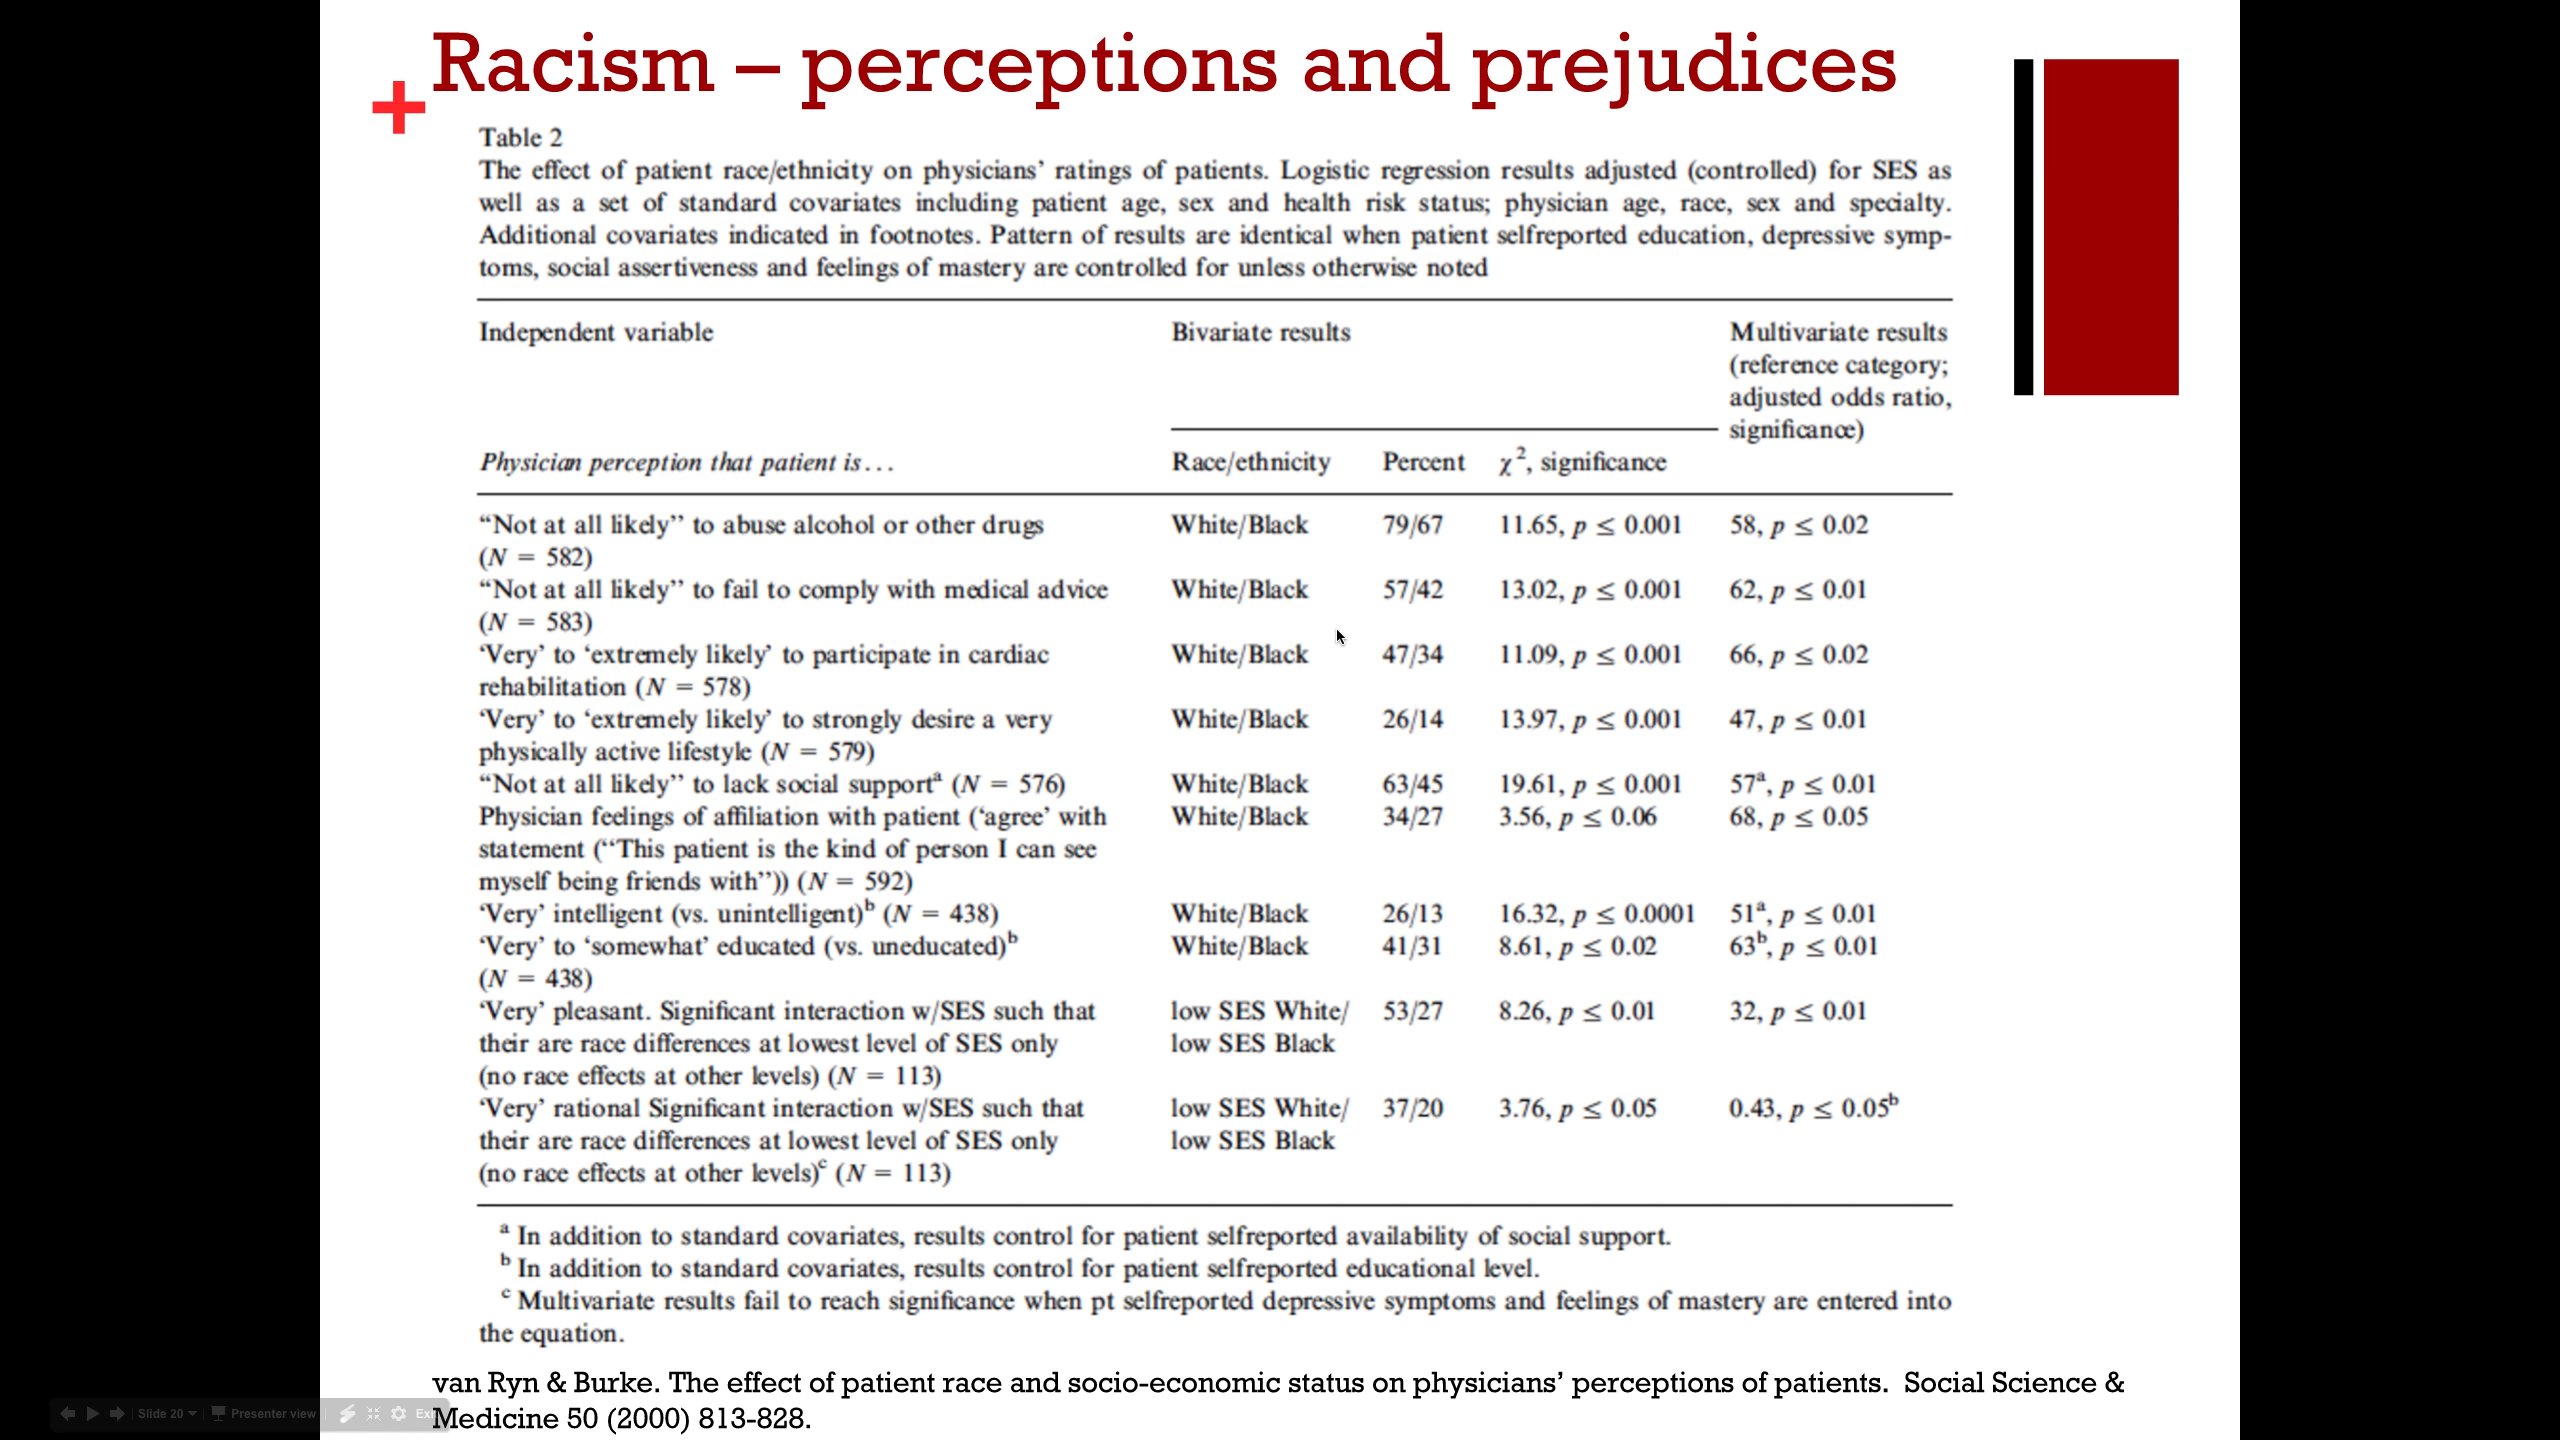 Racism – perceptions and prejudices
+
Table 2
The effect of patient race/ethnicity on physicians' ratings of patients. Logistic regression results adjusted (controlled) for SES as
well as a set of standard covariates including patient age, sex and health risk status; physician age, race, sex and specialty.
Additional covariates indicated in footnotes. Pattern of results are identical when patient selfreported education, depressive symp-
toms, social assertiveness and feelings of mastery are controlled for unless otherwise noted
Independent variable Bivariate results Multivariate results
(reference category;
adjusted odds ratio,
significance)
Physician perception that patient is... Race/ethnicity Percent χ², significance
“Not at all likely’’ to abuse alcohol or other drugs White/Black 79/67 11.65, p ≤ 0.001 58, p ≤ 0.02
(N = 582)
“Not at all likely’’ to fail to comply with medical advice White/Black 57/42 13.02, p ≤ 0.001 62, p ≤ 0.01
(N = 583)
‘Very’ to ‘extremely likely’ to participate in cardiac White/Black 47/34 11.09, p ≤ 0.001 66, p ≤ 0.02
rehabilitation (N = 578)
‘Very’ to ‘extremely likely’ to strongly desire a very White/Black 26/14 13.97, p ≤ 0.001 47, p ≤ 0.01
physically active lifestyle (N = 579)
“Not at all likely’’ to lack social supportᵃ (N = 576) White/Black 63/45 19.61, p ≤ 0.001 57ᵃ, p ≤ 0.01
Physician feelings of affiliation with patient (‘agree’ with White/Black 34/27 3.56, p ≤ 0.06 68, p ≤ 0.05
statement (‘‘This patient is the kind of person I can see
myself being friends with’’)) (N = 592)
‘Very’ intelligent (vs. unintelligent)ᵇ (N = 438) White/Black 26/13 16.32, p ≤ 0.0001 51ᵃ, p ≤ 0.01
‘Very’ to ‘somewhat’ educated (vs. uneducated)ᵇ White/Black 41/31 8.61, p ≤ 0.02 63ᵇ, p ≤ 0.01
(N = 438)
‘Very’ pleasant. Significant interaction w/SES such that low SES White/ 53/27 8.26, p ≤ 0.01 32, p ≤ 0.01
their are race differences at lowest level of SES only low SES Black
(no race effects at other levels) (N = 113)
‘Very’ rational Significant interaction w/SES such that low SES White/ 37/20 3.76, p ≤ 0.05 0.43, p ≤ 0.05ᵇ
their are race differences at lowest level of SES only low SES Black
(no race effects at other levels)ᶜ (N = 113)
ᵃ In addition to standard covariates, results control for patient selfreported availability of social support.
ᵇ In addition to standard covariates, results control for patient selfreported educational level.
ᶜ Multivariate results fail to reach significance when pt selfreported depressive symptoms and feelings of mastery are entered into
the equation.
van Ryn & Burke. The effect of patient race and socio-economic status on physicians’ perceptions of patients. Social Science &
Medicine 50 (2000) 813-828.
Slide 20 Presenter view